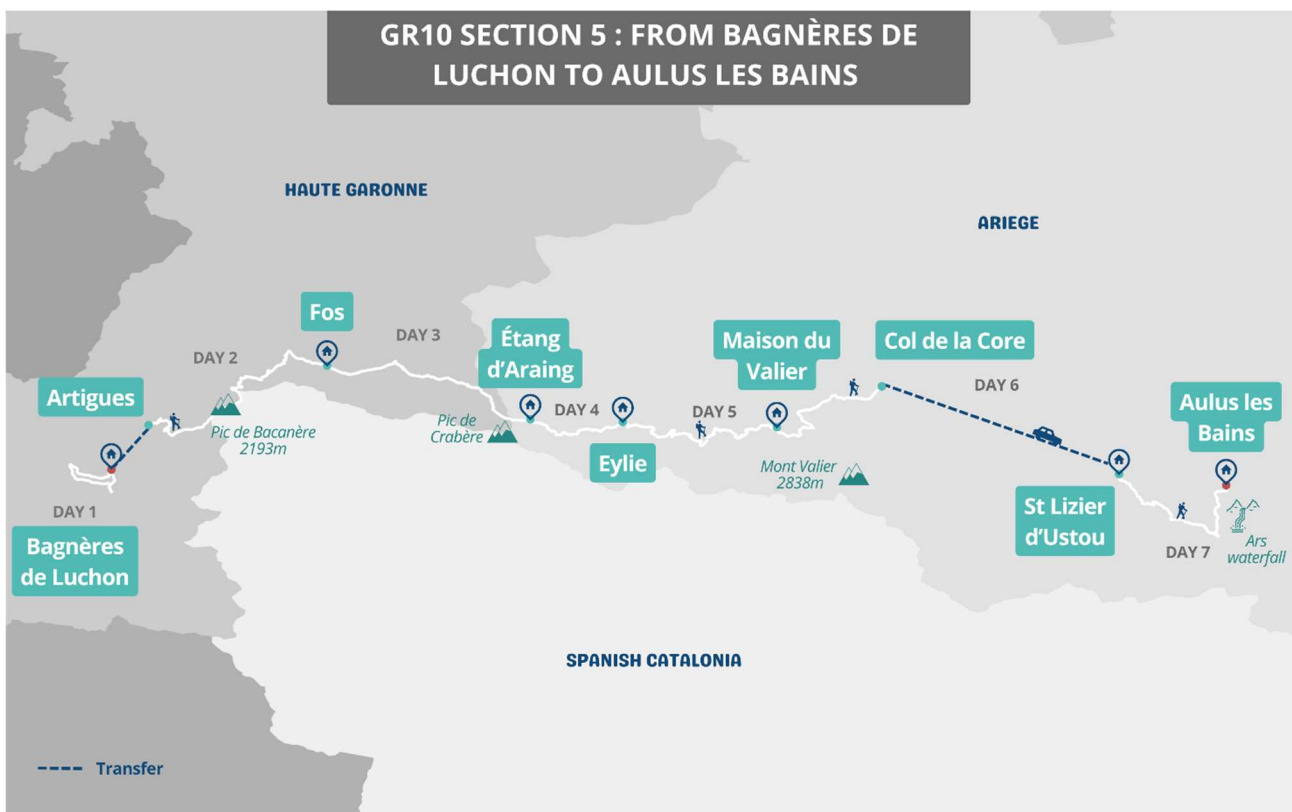 GR10 SECTION 5 : FROM BAGNÈRES DE
LUCHON TO AULUS LES BAINS
HAUTE GARONNE
ARIEGE
Fos
DAY 3
Étang
d'Araing
Maison du
Valier
Col de la Core
DAY 2
DAY 6
Artigues
Aulus les
Bains
Pic de Bacanère
2193m
Pic de
Crabère
DAY 4
DAY 5
Eylie
Mont Valier
2838m
DAY 1
Bagnères
de Luchon
St Lizier
d'Ustou
DAY 7
Ars
waterfall
SPANISH CATALONIA
Transfer